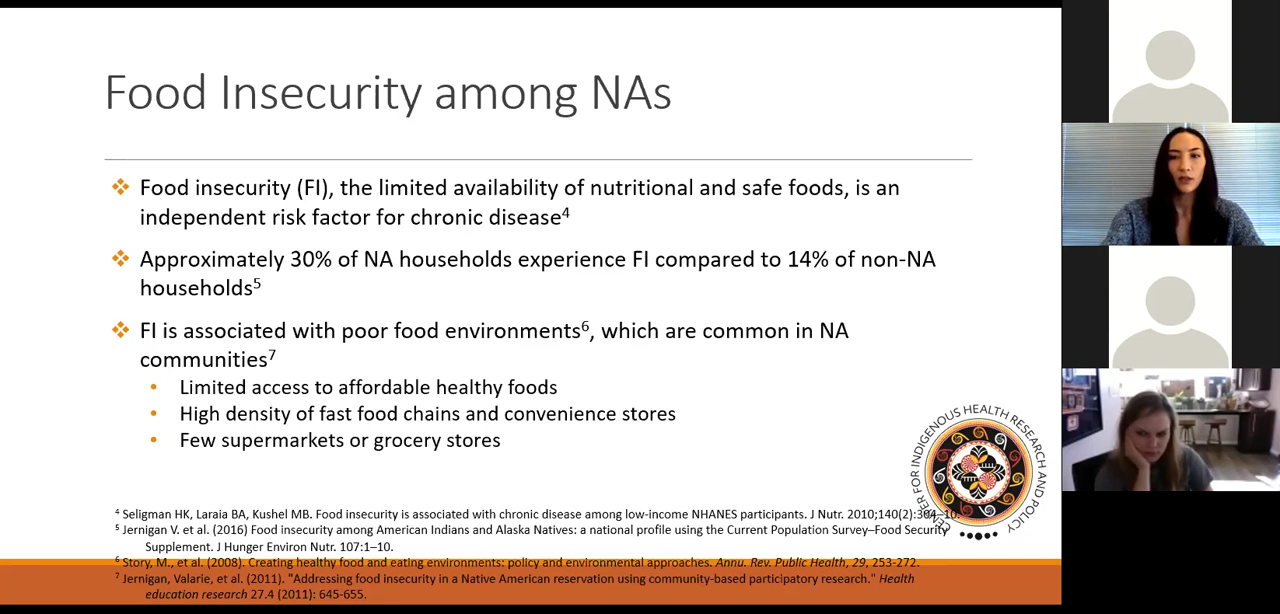 Food Insecurity among NAs
❖ Food insecurity (FI), the limited availability of nutritional and safe foods, is an
independent risk factor for chronic disease4
❖ Approximately 30% of NA households experience FI compared to 14% of non-NA
households5
❖ FI is associated with poor food environments6, which are common in NA
communities7
• Limited access to affordable healthy foods
• High density of fast food chains and convenience stores
• Few supermarkets or grocery stores
CENTER FOR INDIGENOUS HEALTH RESEARCH AND POLICY
4 Seligman HK, Laraia BA, Kushel MB. Food insecurity is associated with chronic disease among low-income NHANES participants. J Nutr. 2010;140(2):304–10.
5 Jernigan V. et al. (2016) Food insecurity among American Indians and Alaska Natives: a national profile using the Current Population Survey–Food Security
Supplement. J Hunger Environ Nutr. 107:1–10.
6 Story, M., et al. (2008). Creating healthy food and eating environments: policy and environmental approaches. Annu. Rev. Public Health, 29, 253-272.
7 Jernigan, Valarie, et al. (2011). "Addressing food insecurity in a Native American reservation using community-based participatory research." Health
education research 27.4 (2011): 645-655.